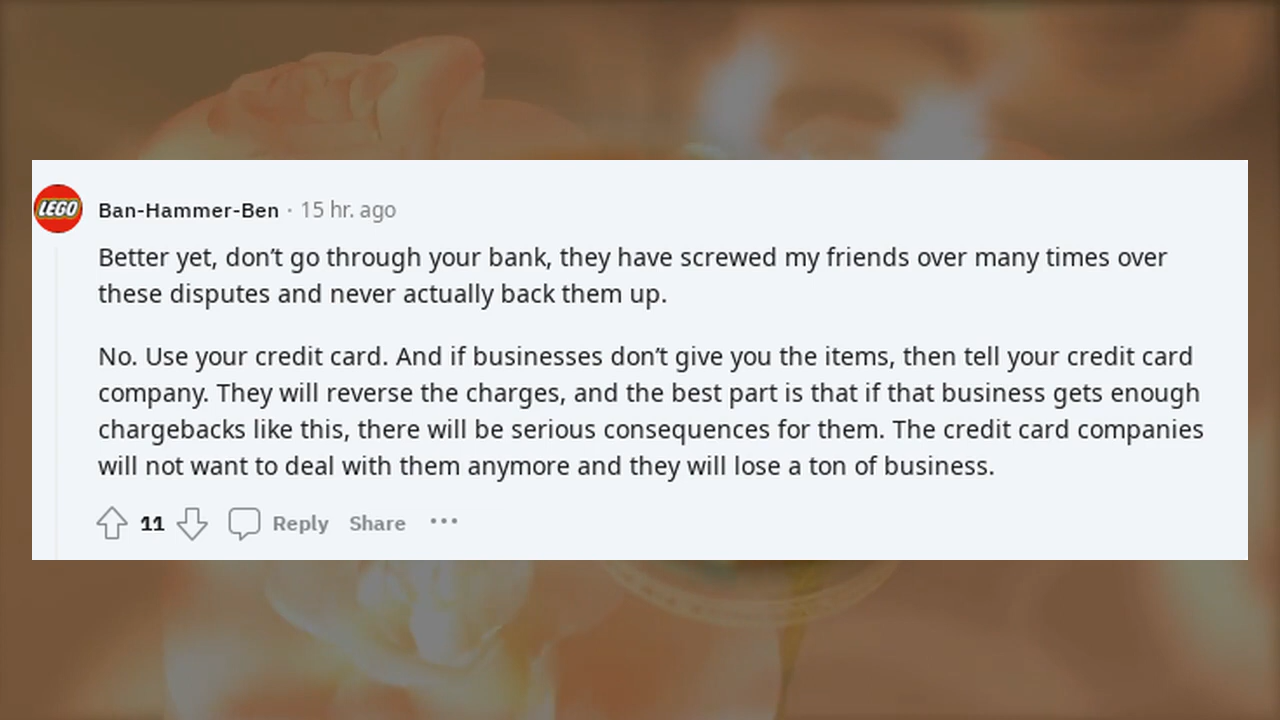 LEGO
Ban-Hammer-Ben · 15 hr. ago
Better yet, don't go through your bank, they have screwed my friends over many times over
these disputes and never actually back them up.
No. Use your credit card. And if businesses don't give you the items, then tell your credit card
company. They will reverse the charges, and the best part is that if that business gets enough
chargebacks like this, there will be serious consequences for them. The credit card companies
will not want to deal with them anymore and they will lose a ton of business.
11 Reply Share ...